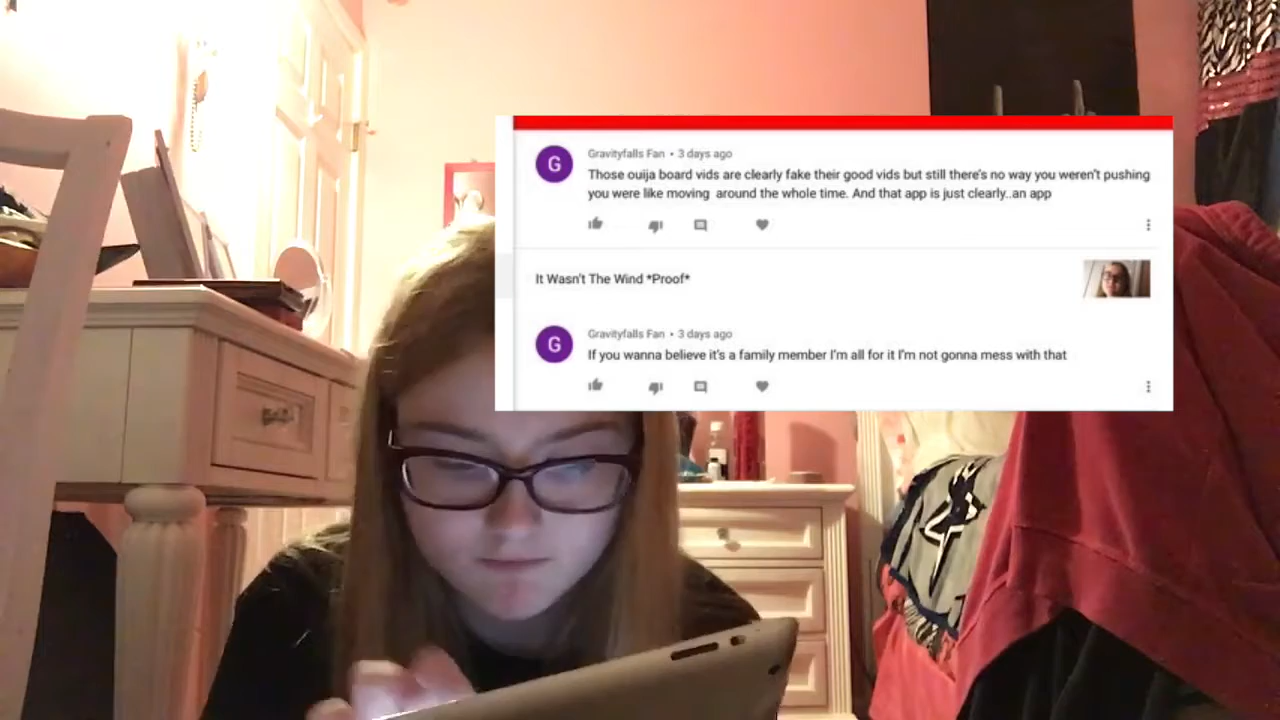 G
Gravityfalls Fan • 3 days ago
Those ouija board vids are clearly fake their good vids but still there's no way you weren't pushing
you were like moving around the whole time. And that app is just clearly..an app
It Wasn't The Wind *Proof*
G
Gravityfalls Fan • 3 days ago
If you wanna believe it's a family member I'm all for it I'm not gonna mess with that